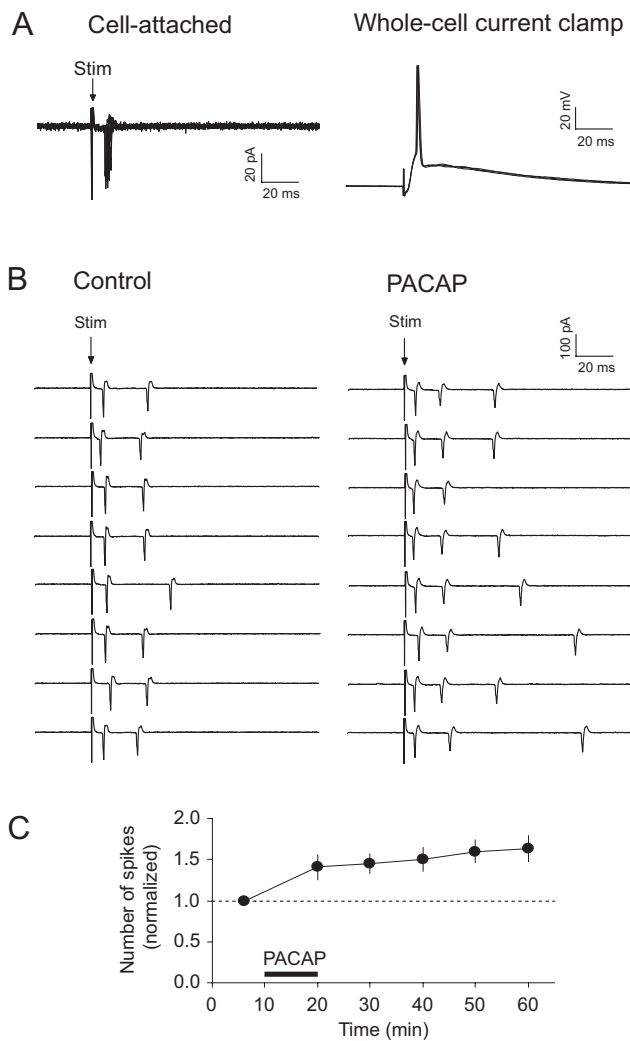 A
Cell-attached
Whole-cell current clamp
Stim
20 pA
20 ms
20 mV
20 ms
B
Control
PACAP
Stim
Stim
100 pA
20 ms
C
Number of spikes
(normalized)
2.0
1.5
1.0
0.5
0.0
PACAP
0 10 20 30 40 50 60
Time (min)